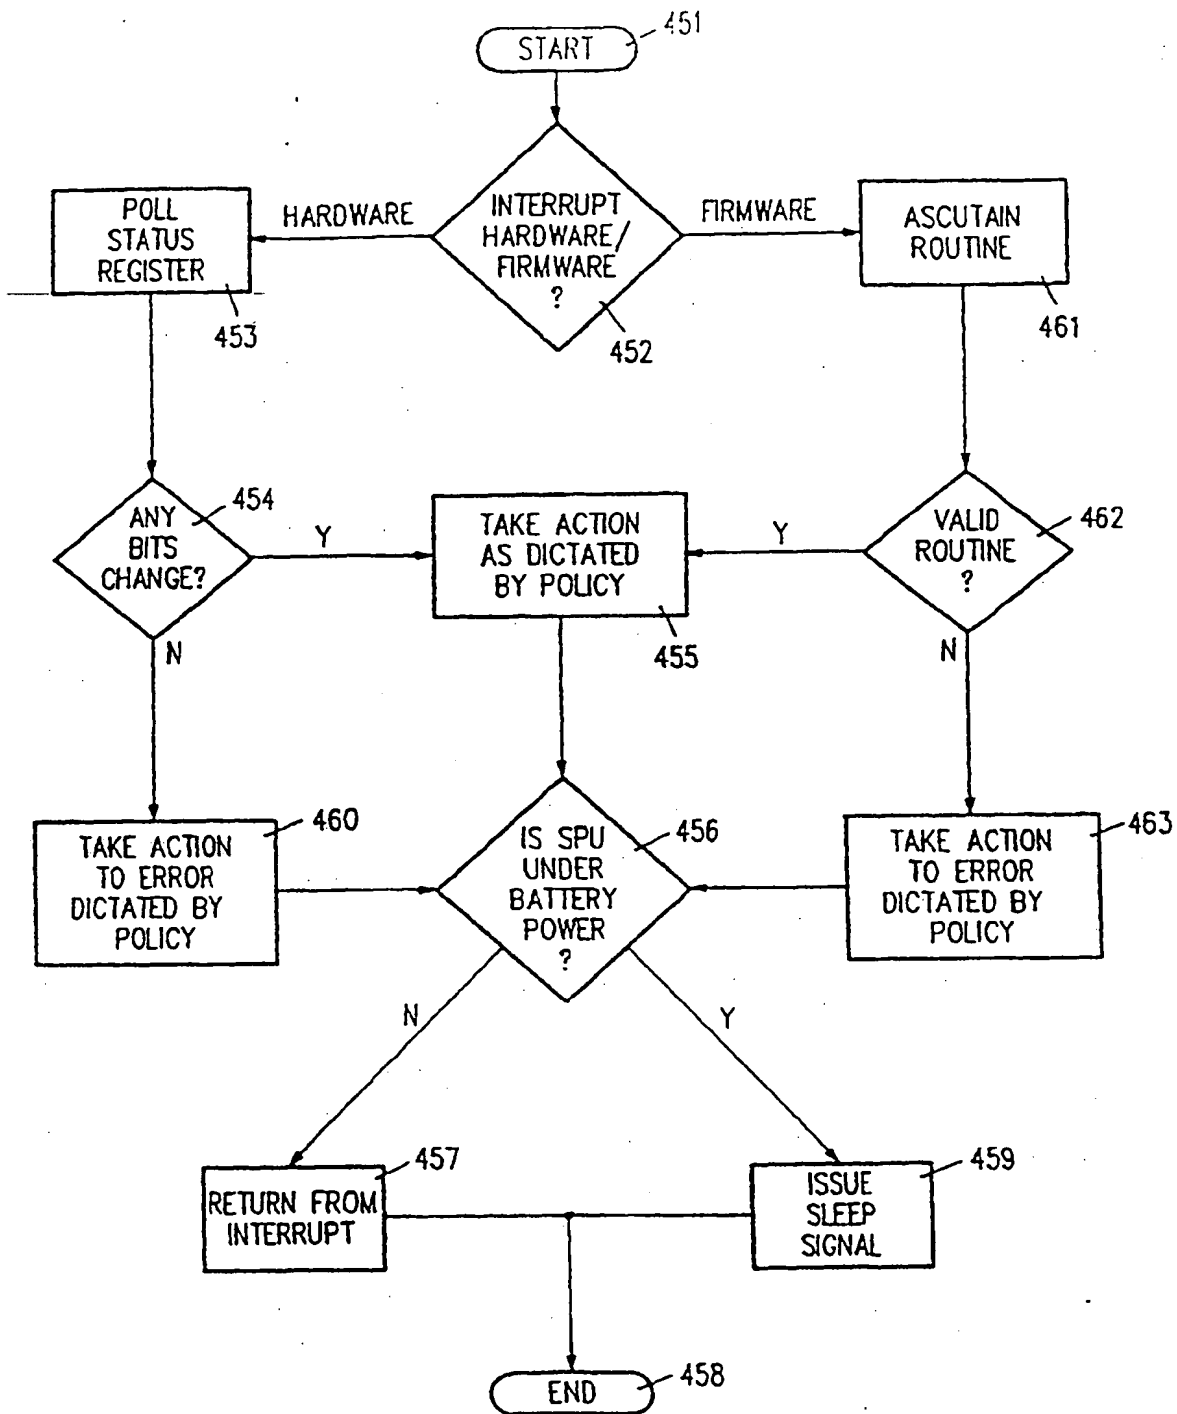 451
START
POLL
STATUS
REGISTER
453
HARDWARE
INTERRUPT
HARDWARE/
FIRMWARE
?
452
FIRMWARE
ASCUTAIN
ROUTINE
461
ANY
BITS
CHANGE?
454
Y
N
TAKE ACTION
AS DICTATED
BY POLICY
455
Y
VALID
ROUTINE
?
462
N
TAKE ACTION
TO ERROR
DICTATED BY
POLICY
460
IS SPU
UNDER
BATTERY
POWER
?
456
TAKE ACTION
TO ERROR
DICTATED BY
POLICY
463
N
Y
RETURN FROM
INTERRUPT
457
ISSUE
SLEEP
SIGNAL
459
END
458